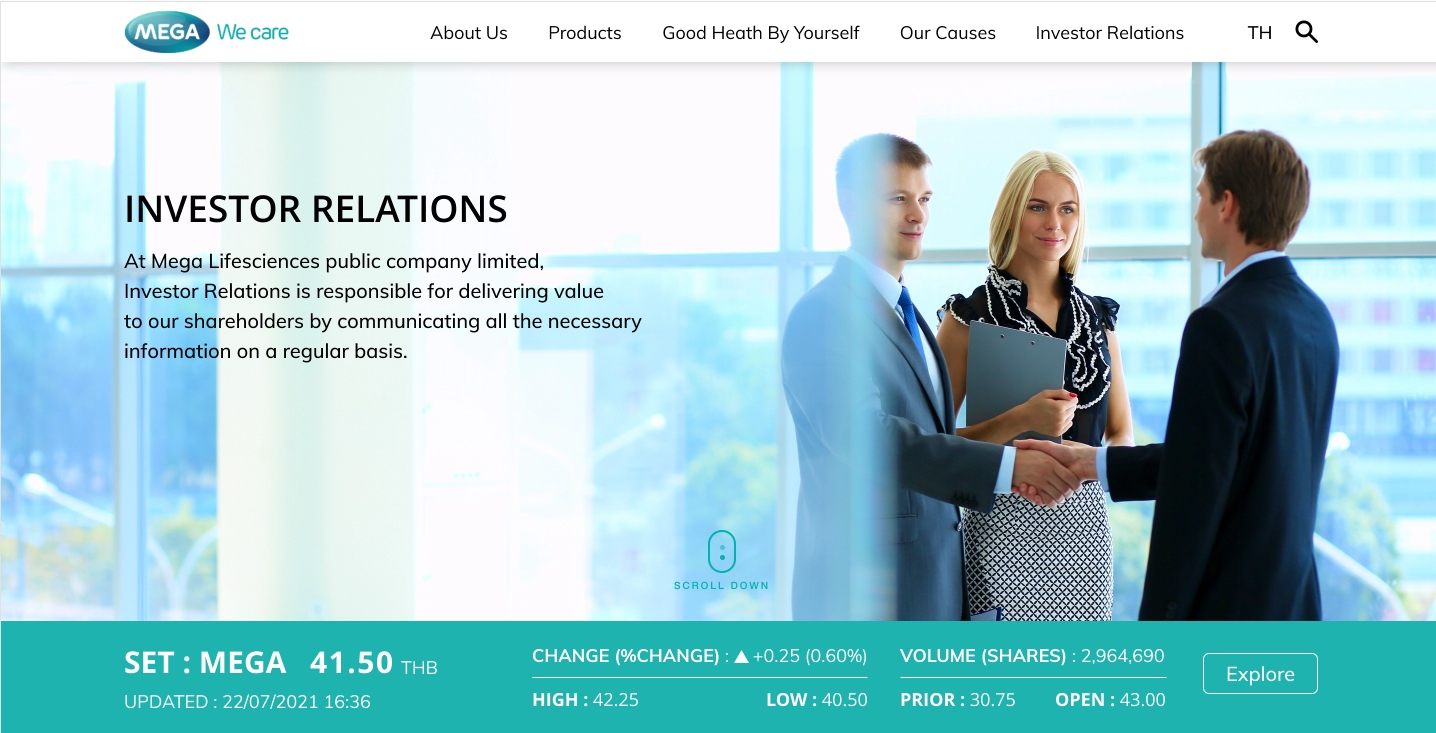 MEGA We care
About Us Products Good Heath By Yourself Our Causes Investor Relations TH
INVESTOR RELATIONS
At Mega Lifesciences public company limited,
Investor Relations is responsible for delivering value
to our shareholders by communicating all the necessary
information on a regular basis.
SCROLL DOWN
SET : MEGA 41.50 THB
UPDATED : 22/07/2021 16:36
CHANGE (%CHANGE) : ▲ +0.25 (0.60%)
HIGH : 42.25 LOW : 40.50
VOLUME (SHARES) : 2,964,690
PRIOR : 30.75 OPEN : 43.00
Explore